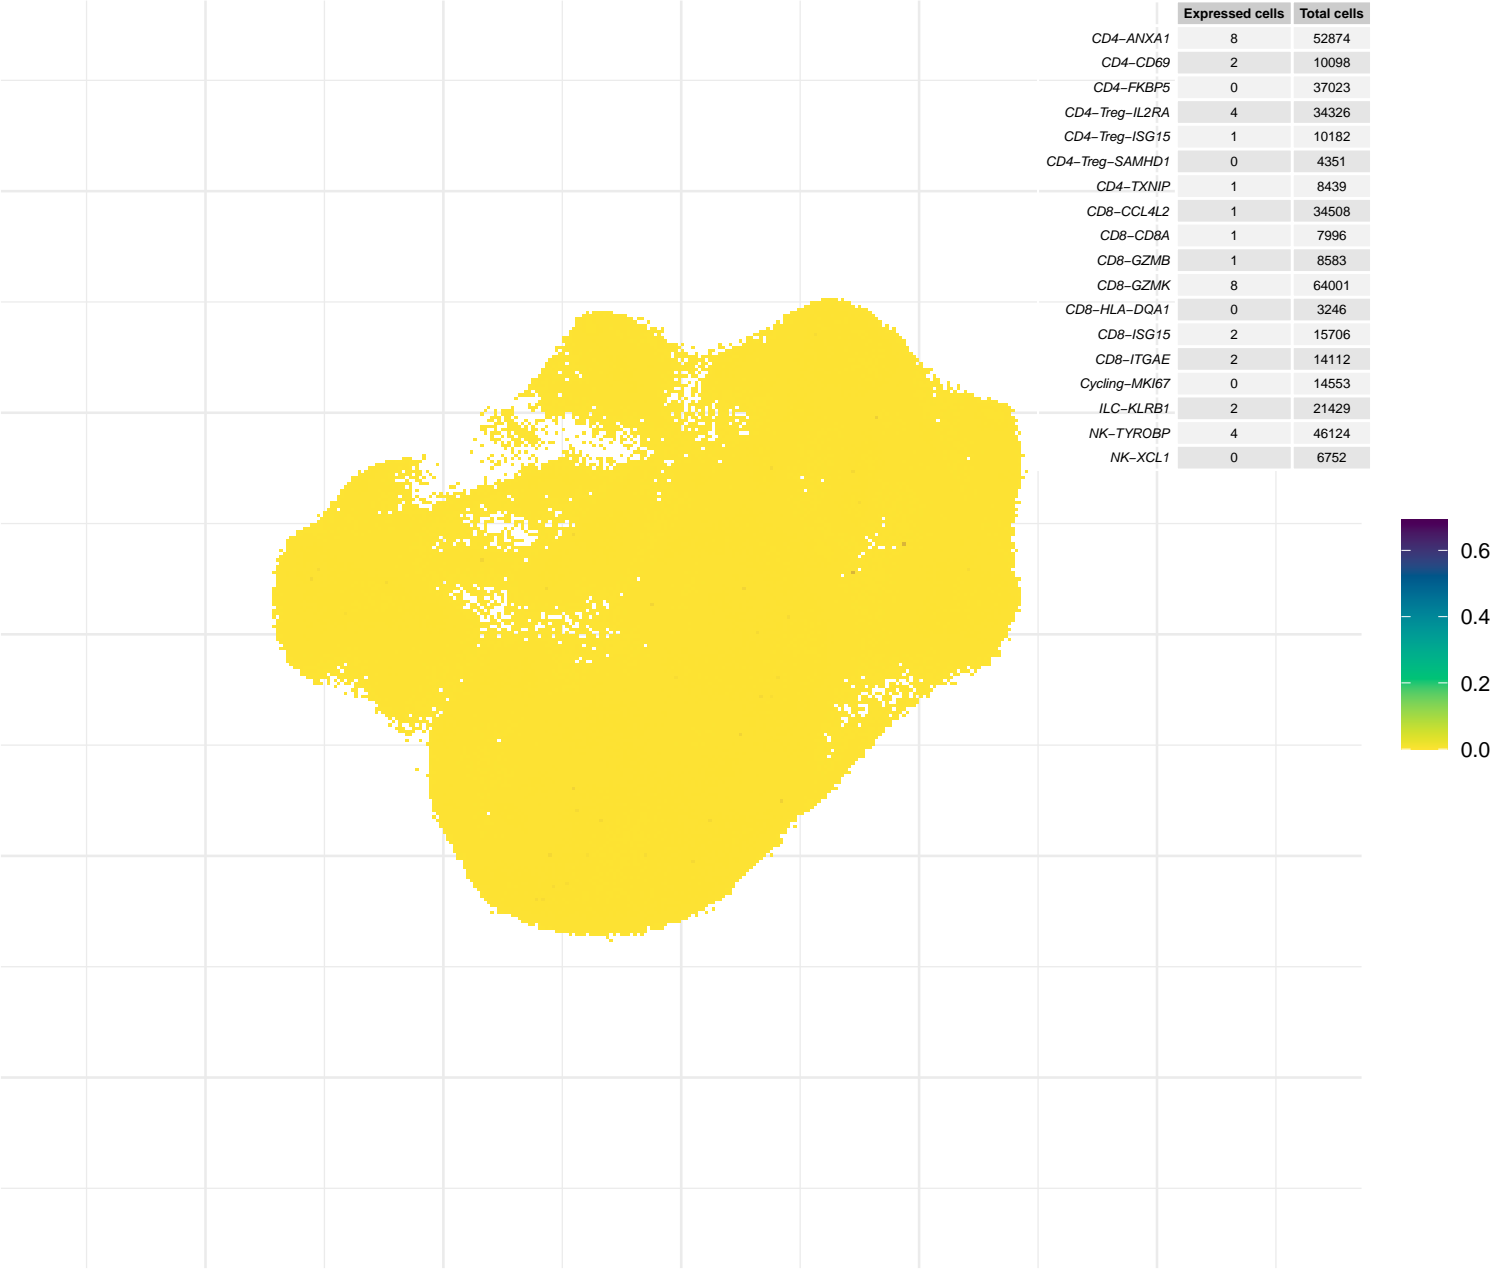 Expressed cells Total cells
CD4−ANXA1 8 52874
CD4−CD69 2 10098
CD4−FKBP5 0 37023
CD4−Treg−IL2RA 4 34326
CD4−Treg−ISG15 1 10182
CD4−Treg−SAMHD1 0 4351
CD4−TXNIP 1 8439
CD8−CCL4L2 1 34508
CD8−CD8A 1 7996
CD8−GZMB 1 8583
CD8−GZMK 8 64001
CD8−HLA−DQA1 0 3246
CD8−ISG15 2 15706
CD8−ITGAE 2 14112
Cycling−MKI67 0 14553
ILC−KLRB1 2 21429
NK−TYROBP 4 46124
NK−XCL1 0 6752
0.6
0.4
0.2
0.0